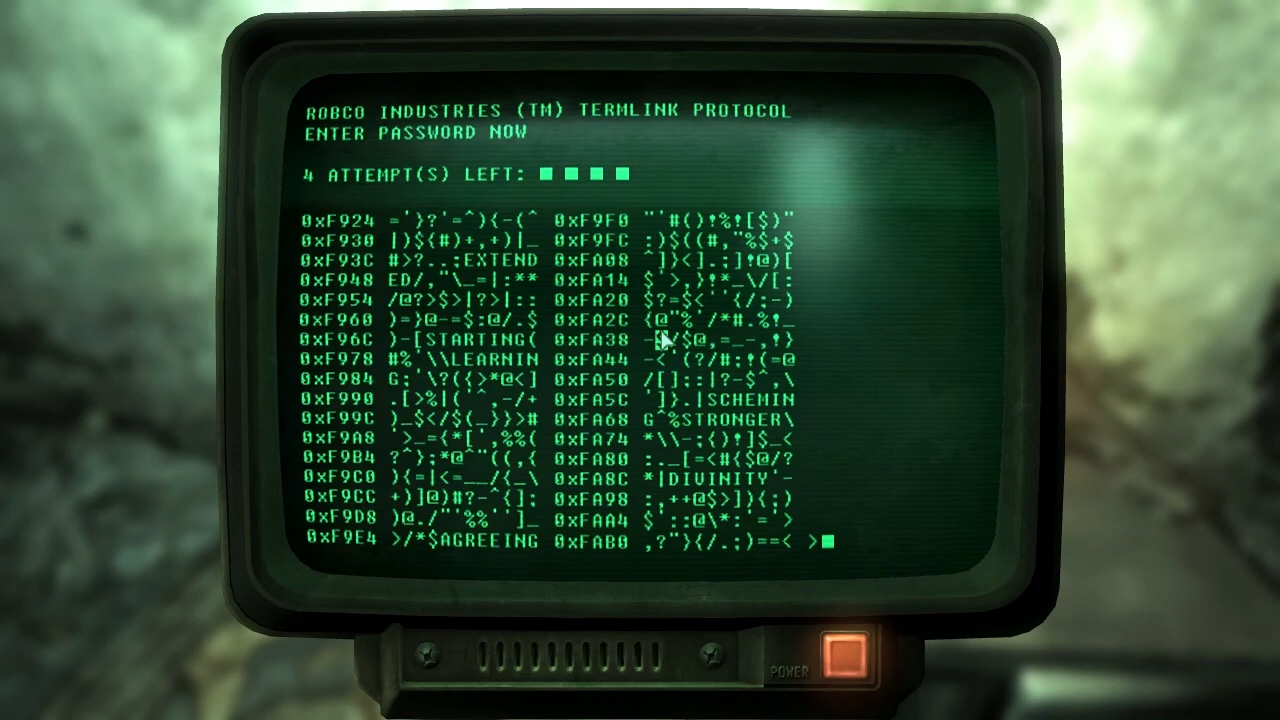 ROBCO INDUSTRIES (TM) TERMLINK PROTOCOL
ENTER PASSWORD NOW
4 ATTEMPT(S) LEFT:
0xF924 ='}?'=^){-(^ 0xF9F0 "'#()!%![$)"
0xF930 |)${#)+,+)|_ 0xF9FC :)$((#,"%$+$
0xF93C #>?..;EXTEND 0xFA08 ^]}<].;]!@)[
0xF948 ED/,"\_=|:** 0xFA14 $'>,}!*_\/[:
0xF954 /@?>$>|?>|:: 0xFA20 $?=$<''{/;-)
0xF960 )=}@-=$:@/.$ 0xFA2C {@"%'/*#.%!_
0xF96C )-[STARTING( 0xFA38
0xF978 #%'\\LEARNIN 0xFA44 -<'(?/#;!(=@
0xF984 G;'\?({>*@<] 0xFA50 /[]::|?-$^,\
0xF990 .[>%|('^,-/+ 0xFA5C ']}.|SCHEMIN
0xF99C )_$</$(_}}># 0xFA68 G^%STRONGER\
0xF9A8 '>_={*[',%%( 0xFA74 *\\-;{)!]$_<
0xF9B4 ?^};*@^"((,{ 0xFA80 :._[=<#{$@/?
0xF9C0 ){=|<=__/{_\ 0xFA8C *|DIVINITY'-
0xF9CC +)]@)#?-^{]; 0xFA98 :,++@$>]){;)
0xF9D8 )@./"'%%'']_ 0xFAA4 $'::@\*:'='>
0xF9E4 >/*$AGREEING 0xFAB0 ,?"}{/.;)==< >
POWER